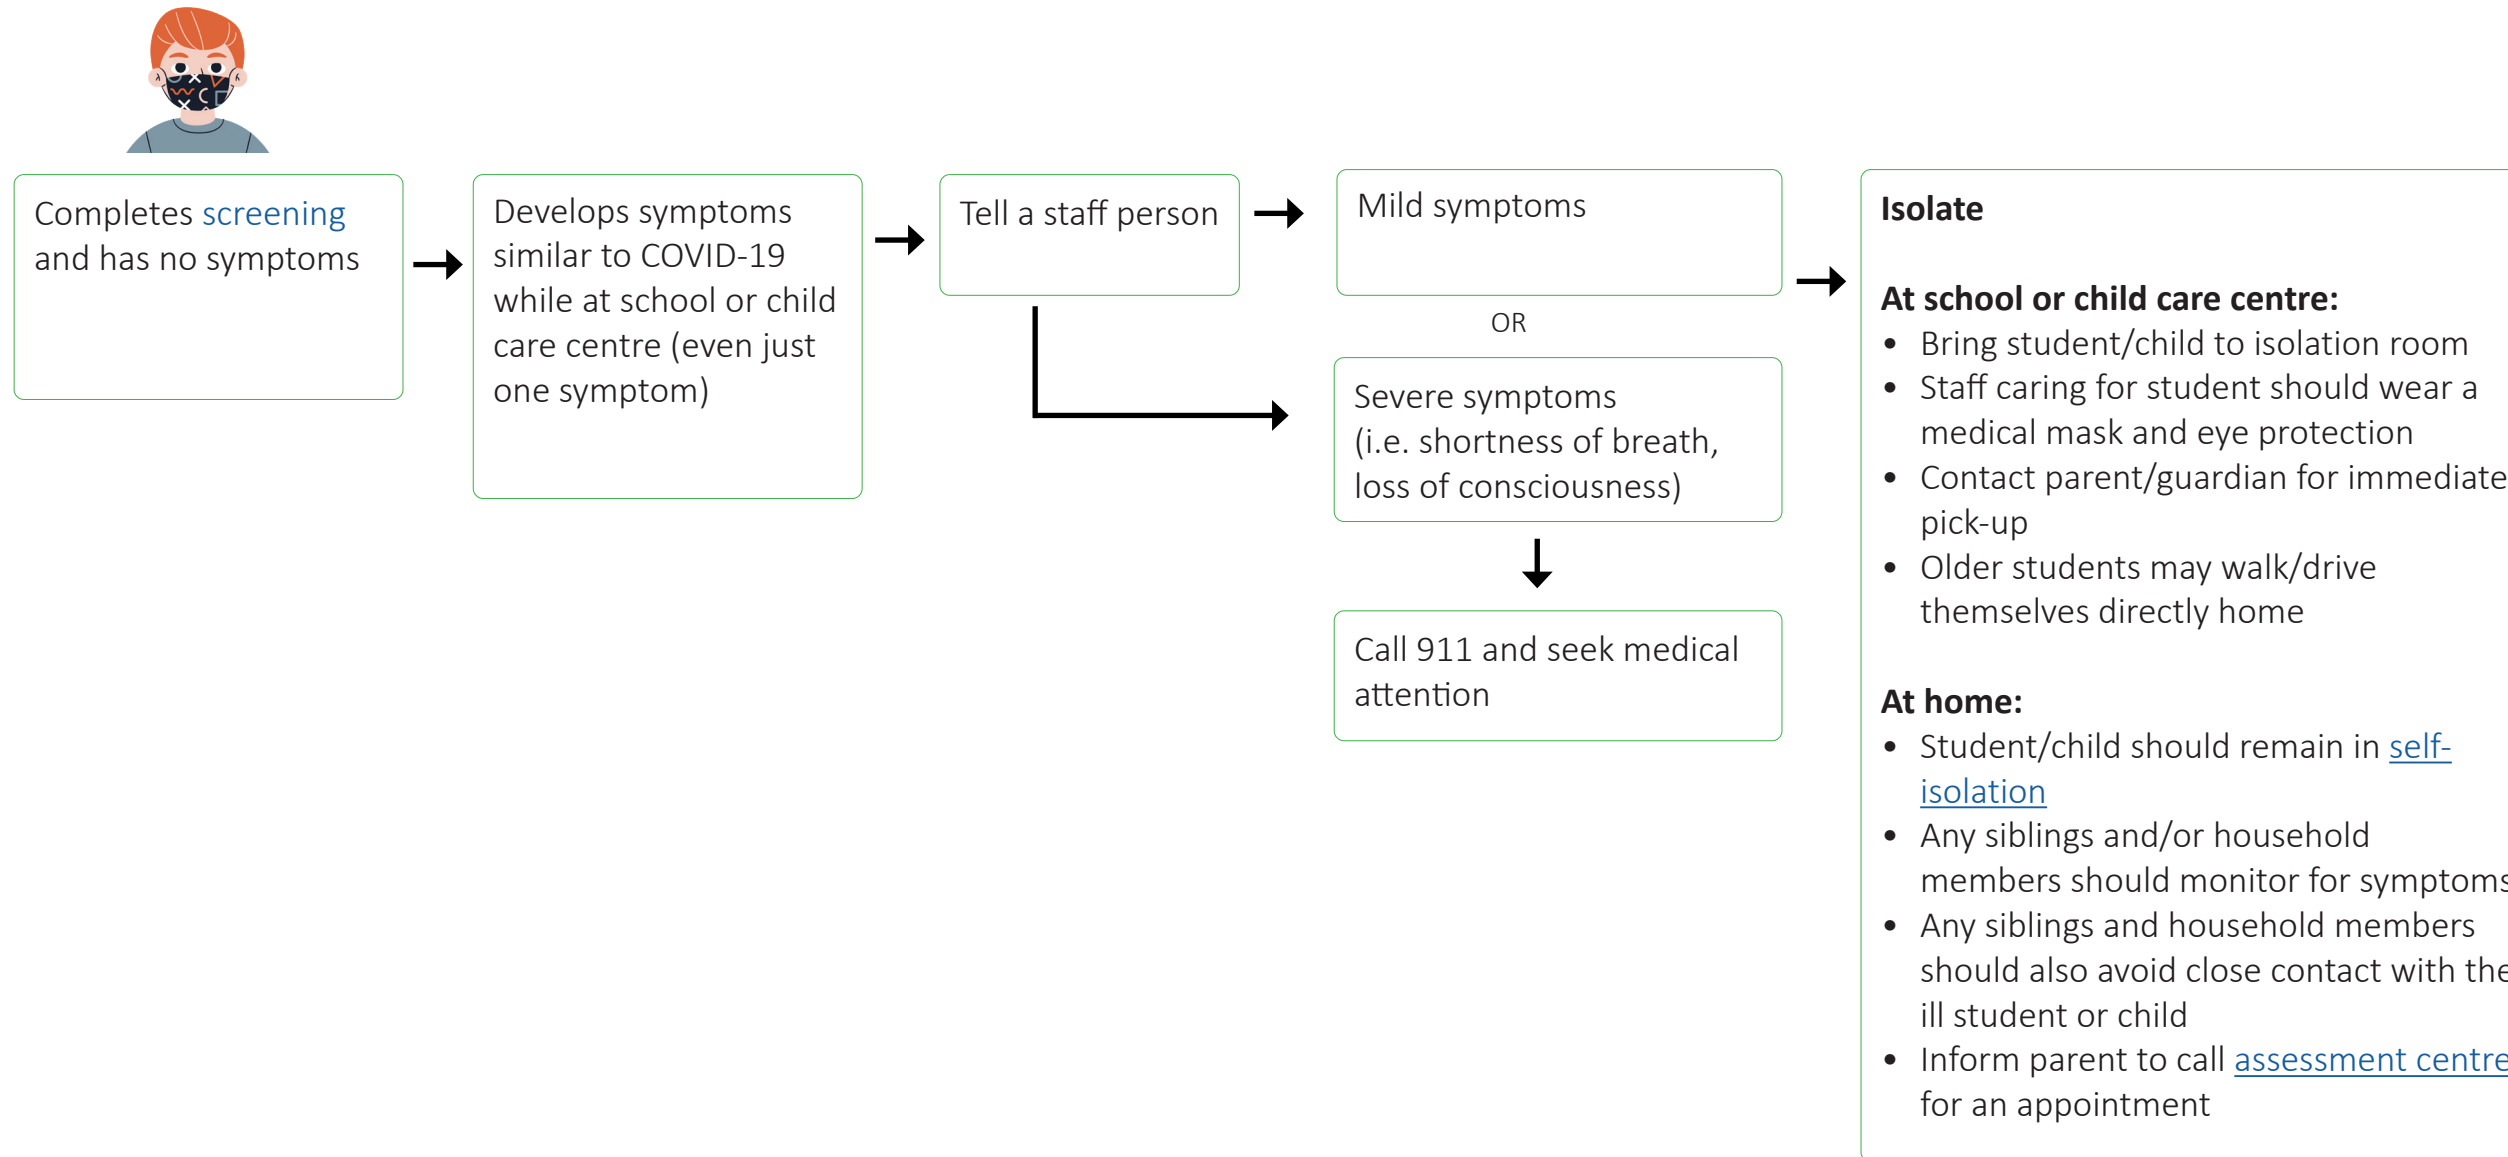 Completes screening
and has no symptoms
Develops symptoms
similar to COVID-19
while at school or child
care centre (even just
one symptom)
Tell a staff person
Mild symptoms
OR
Severe symptoms
(i.e. shortness of breath,
loss of consciousness)
Call 911 and seek medical
attention
Isolate
At school or child care centre:
• Bring student/child to isolation room
• Staff caring for student should wear a
medical mask and eye protection
• Contact parent/guardian for immediate
pick-up
• Older students may walk/drive
themselves directly home
At home:
• Student/child should remain in self-
isolation
• Any siblings and/or household
members should monitor for symptoms
• Any siblings and household members
should also avoid close contact with the
ill student or child
• Inform parent to call assessment centre
for an appointment